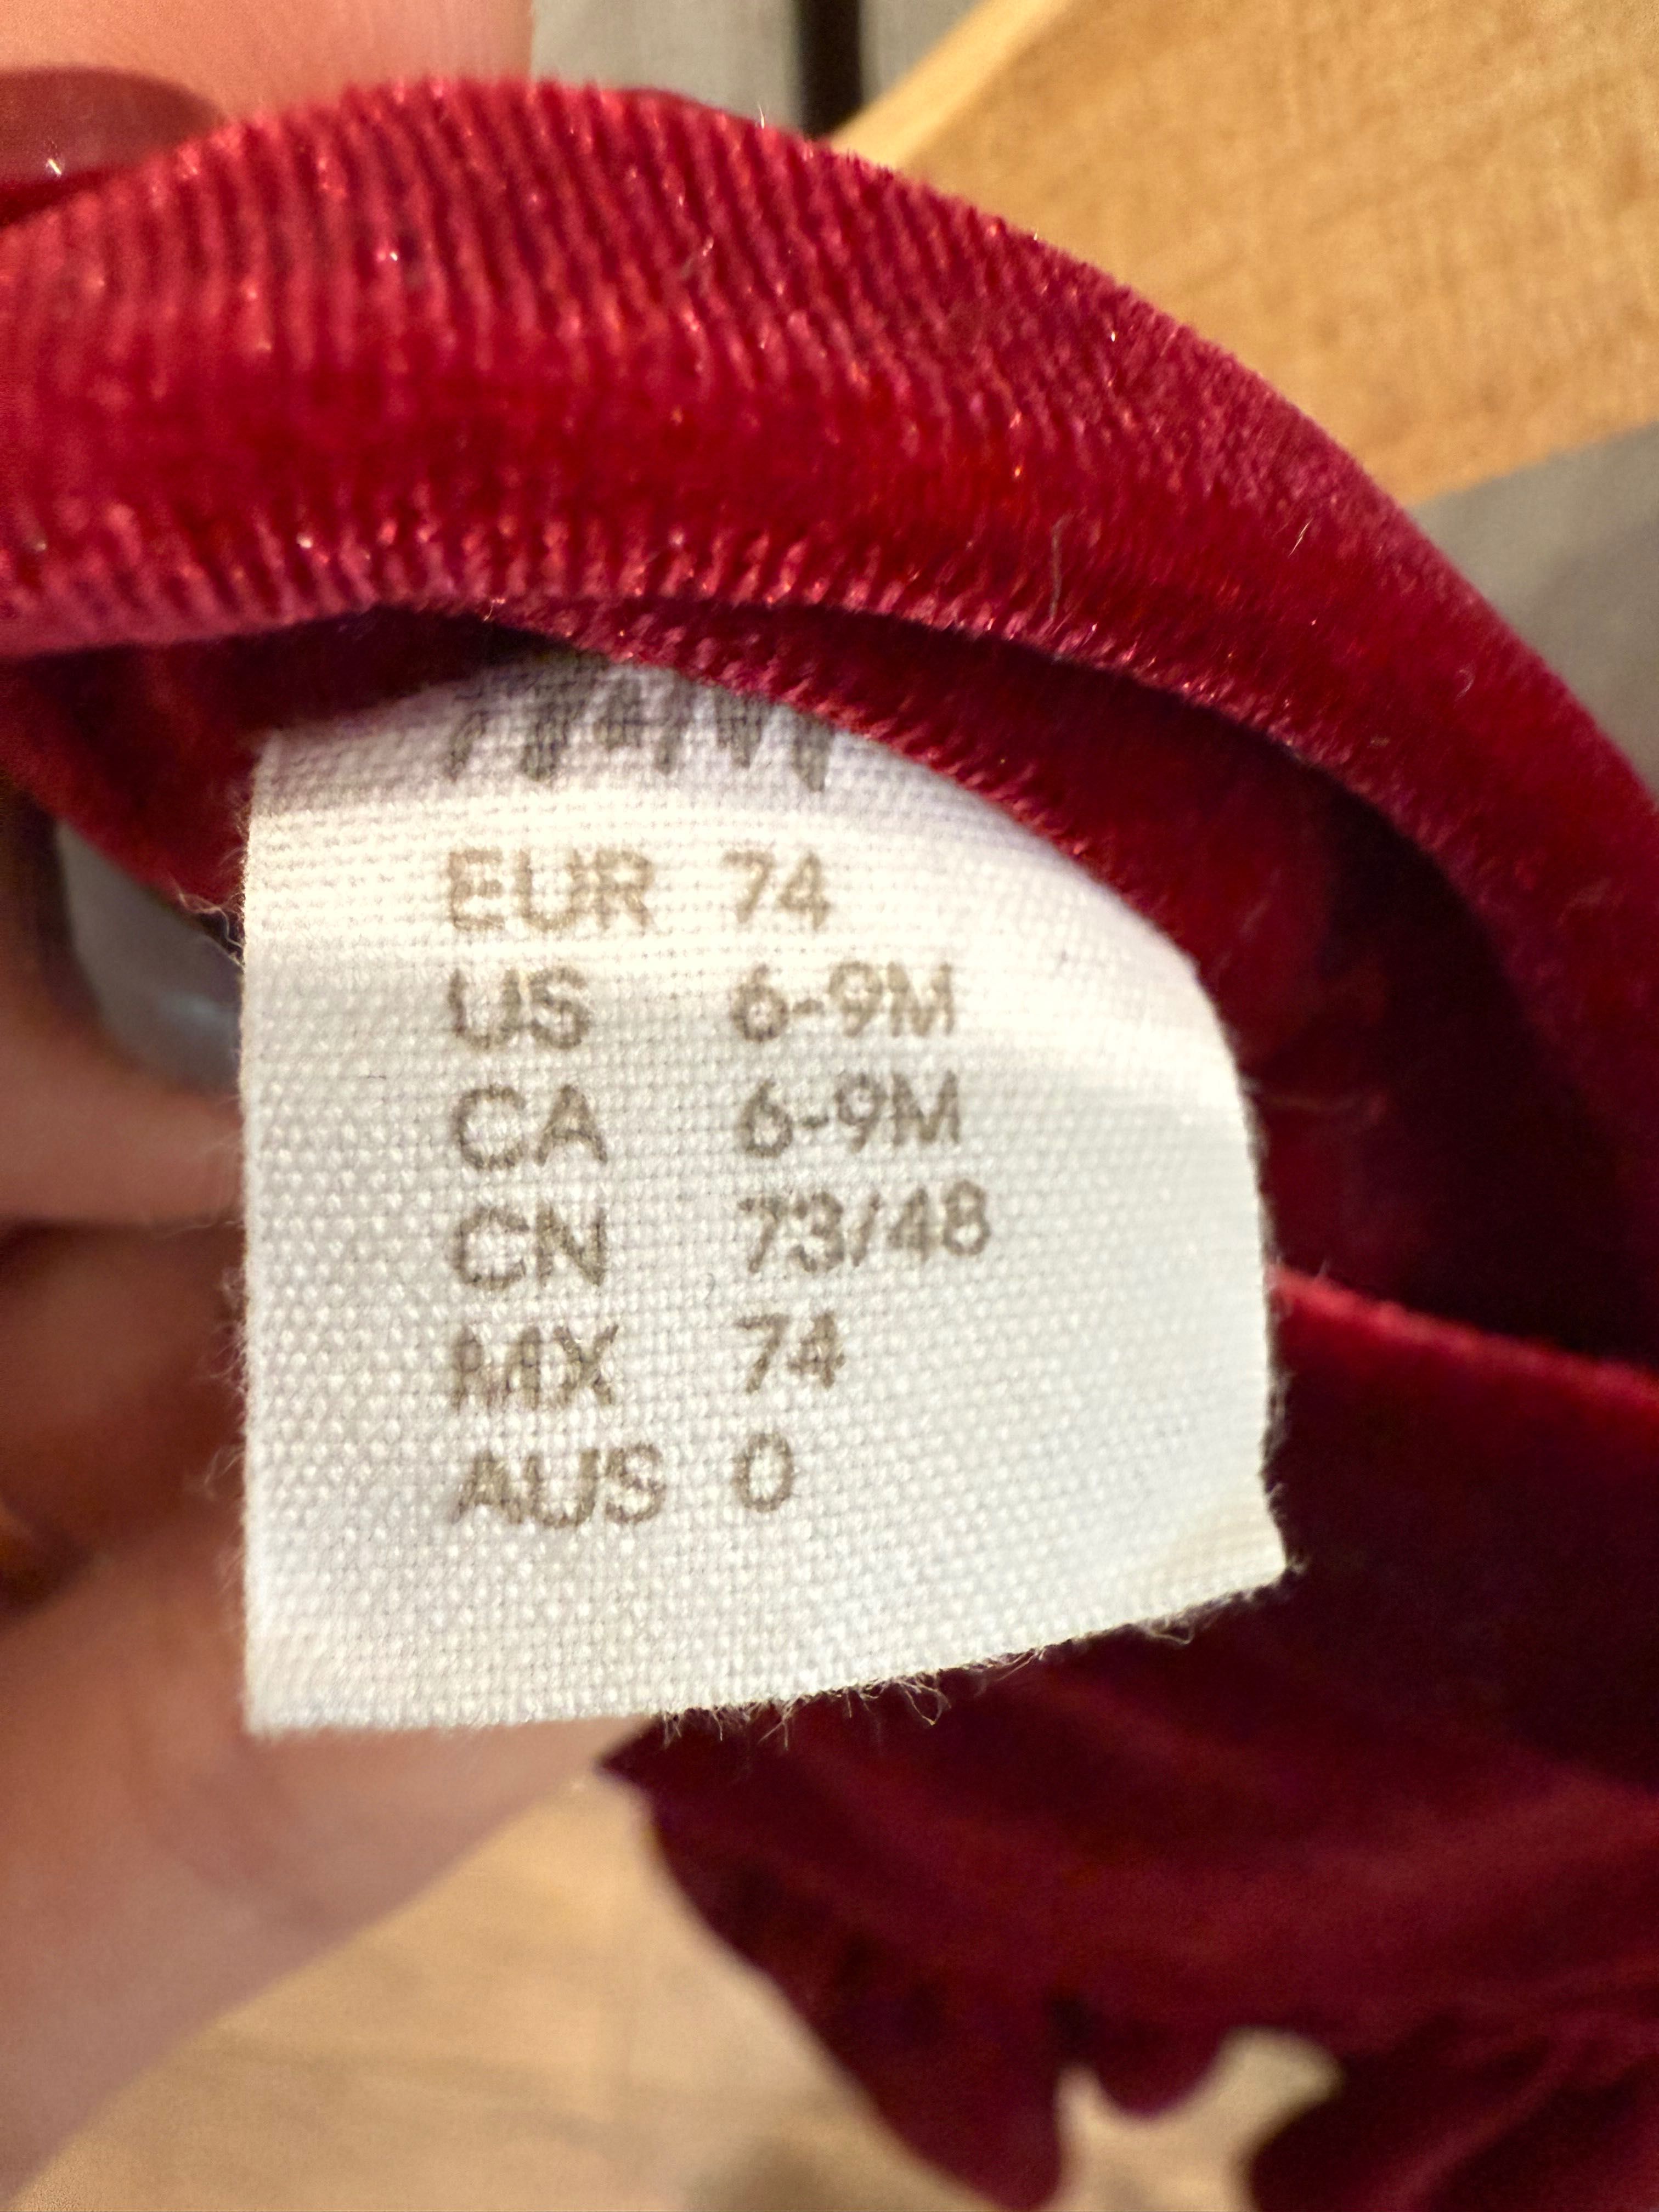 EUR 74
US 6-9M
CA 6-9M
CN 73/48
MX 74
AUS 0